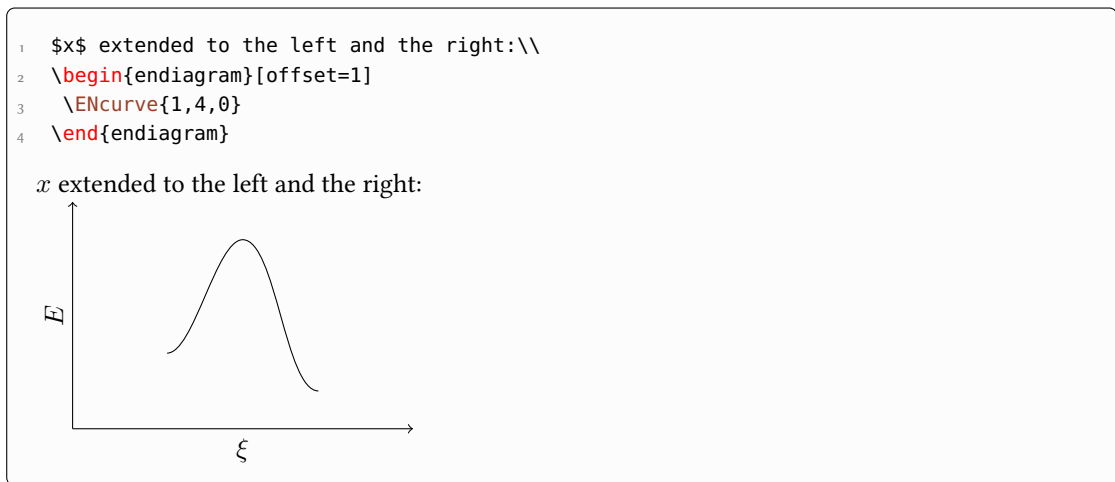 1 $x$ extended to the left and the right:\\
2 \begin{endiagram}[offset=1]
3 \ENcurve{1,4,0}
4 \end{endiagram}
x extended to the left and the right:
E
ξ